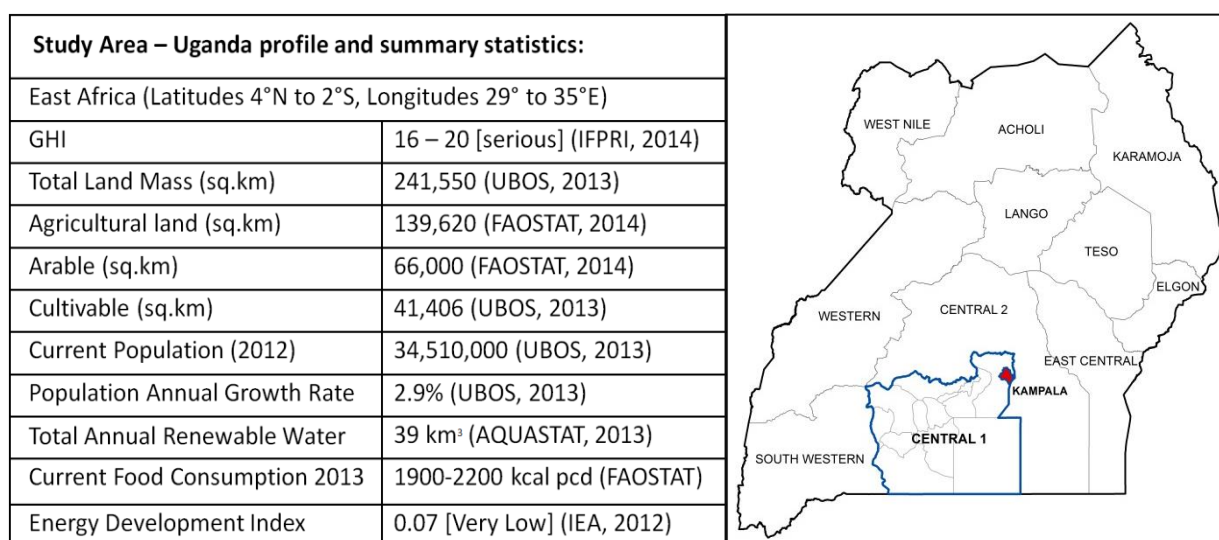 Study Area – Uganda profile and summary statistics:
East Africa (Latitudes 4°N to 2°S, Longitudes 29° to 35°E)
GHI 16 – 20 [serious] (IFPRI, 2014)
Total Land Mass (sq.km) 241,550 (UBOS, 2013)
Agricultural land (sq.km) 139,620 (FAOSTAT, 2014)
Arable (sq.km) 66,000 (FAOSTAT, 2014)
Cultivable (sq.km) 41,406 (UBOS, 2013)
Current Population (2012) 34,510,000 (UBOS, 2013)
Population Annual Growth Rate 2.9% (UBOS, 2013)
Total Annual Renewable Water 39 km³ (AQUASTAT, 2013)
Current Food Consumption 2013 1900-2200 kcal pcd (FAOSTAT)
Energy Development Index 0.07 [Very Low] (IEA, 2012)
WEST NILE
ACHOLI
KARAMOJA
LANGO
TESO
ELGON
WESTERN
CENTRAL 2
EAST CENTRAL
KAMPALA
CENTRAL 1
SOUTH WESTERN